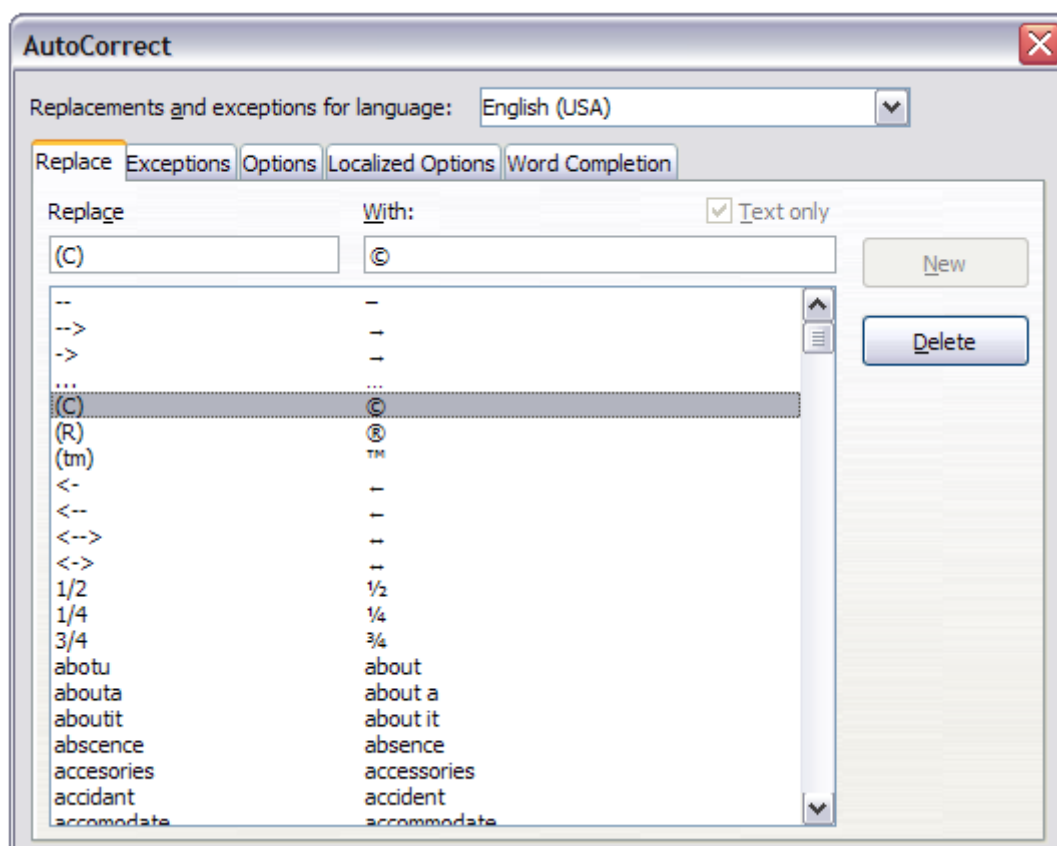 AutoCorrect
Replacements and exceptions for language: English (USA)
Replace Exceptions Options Localized Options Word Completion
Replace With: Text only
(C) © New
-- –
--> →
-> →
... …
(C) ©
(R) ®
(tm) ™
<- ←
<-- ←
<--> ↔
<-> ↔
1/2 ½
1/4 ¼
3/4 ¾
abotu about
abouta about a
aboutit about it
abscence absence
accesories accessories
accidant accident
accomodate accommodate
Delete